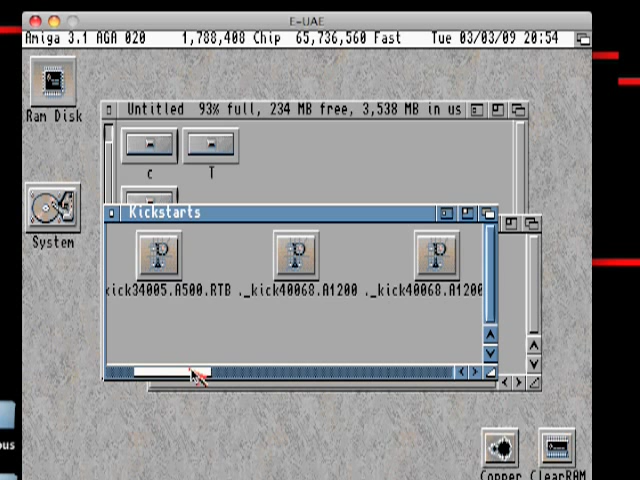 E-UAE
Amiga 3.1 AGA 020 1,788,408 Chip 65,736,560 Fast Tue 03/03/09 20:54
Ram Disk
Untitled 93% full, 234 MB free, 3,538 MB in us
c T
System
Kickstarts
kick34005.A500.RTB ._kick40068.A1200 ._kick40068.A1200
ous
Copper ClearRAM